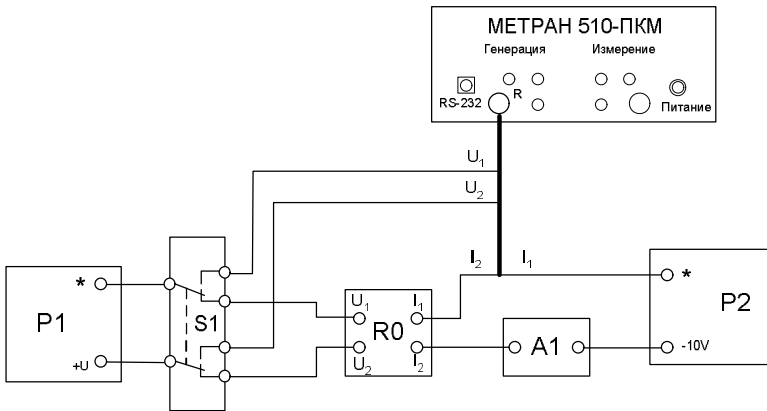 МЕТРАН 510-ПКМ
Генерация Измерение
R
RS-232
Питание
U1
U2
I2 I1
* 
P1
+U
S1
U1 I1
R0
U2 I2
A1
*
P2
-10V